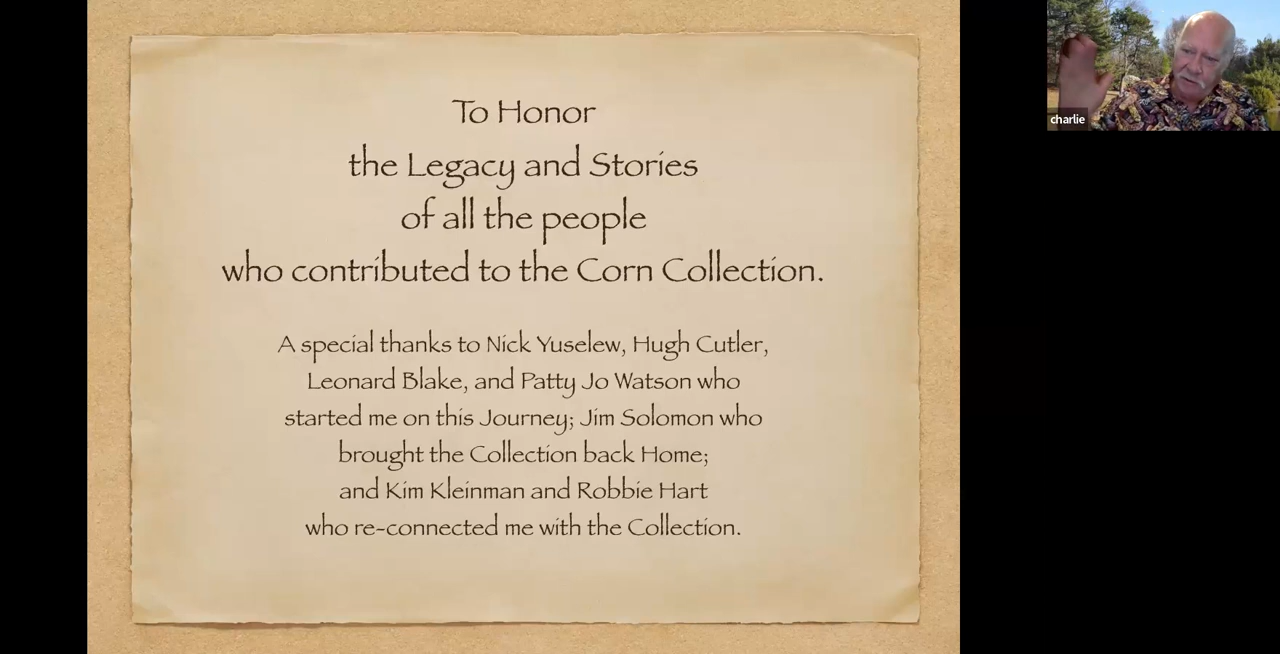 To Honor
the Legacy and Stories
of all the people
who contributed to the Corn Collection.
A special thanks to Nick Yuselew, Hugh Cutler,
Leonard Blake, and Patty Jo Watson who
started me on this Journey; Jim Solomon who
brought the Collection back Home;
and Kim Kleinman and Robbie Hart
who re-connected me with the Collection.
charlie